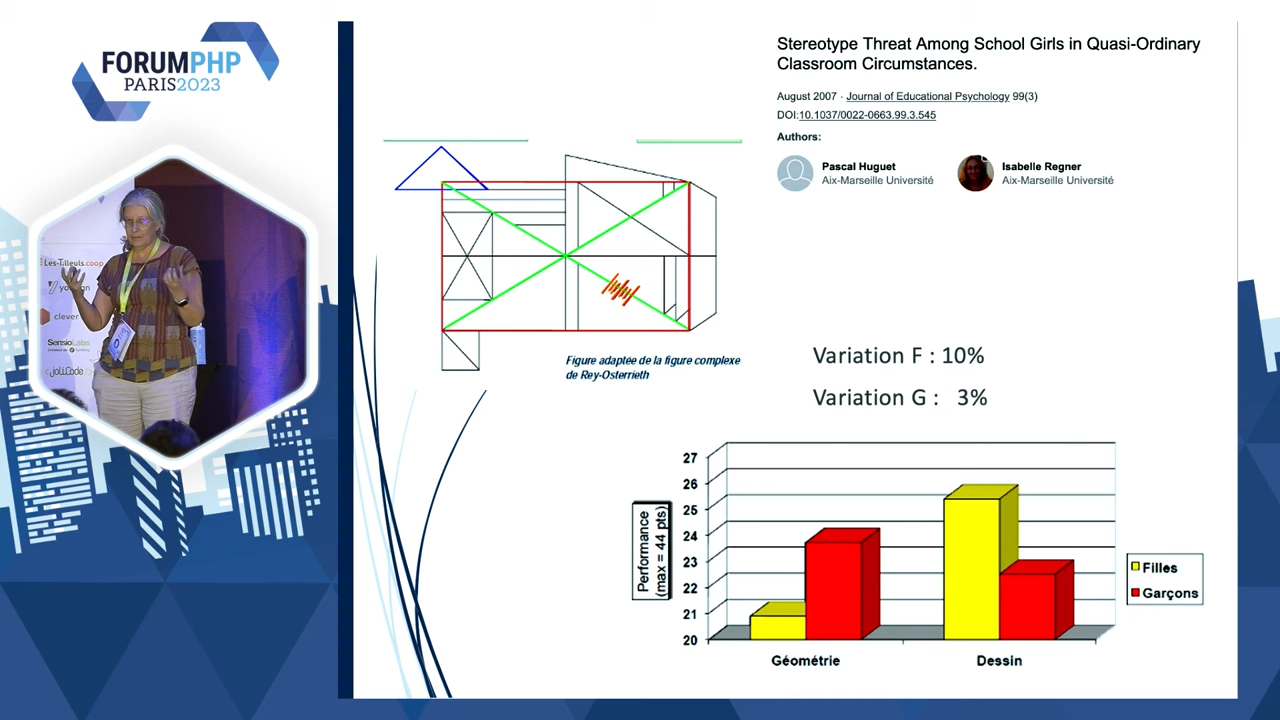 FORUMPHP
PARIS2023
Les-Tilleuls.coop
clever
SensioLabs
JoliCode
Stereotype Threat Among School Girls in Quasi-Ordinary
Classroom Circumstances.
August 2007 · Journal of Educational Psychology 99(3)
DOI:10.1037/0022-0663.99.3.545
Authors:
Pascal Huguet
Aix-Marseille Université
Isabelle Regner
Aix-Marseille Université
Figure adaptée de la figure complexe
de Rey-Osterrieth
Variation F : 10%
Variation G : 3%
Performance
(max = 44 pts)
27
26
25
24
23
22
21
20
Géométrie
Dessin
Filles
Garçons